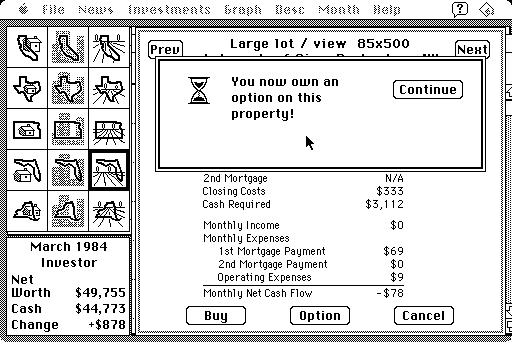 File News Investments Graph Desc Month Help ?
Prev Large lot / view 85x500 Next
You now own an
option on this
property!
Continue
2nd Mortgage N/A
Closing Costs $333
Cash Required $3,112
Monthly Income $0
Monthly Expenses
1st Mortgage Payment $69
2nd Mortgage Payment $0
Operating Expenses $9
Monthly Net Cash Flow -$78
Buy Option Cancel
March 1984
Investor
Net
Worth $49,755
Cash $44,773
Change +$878